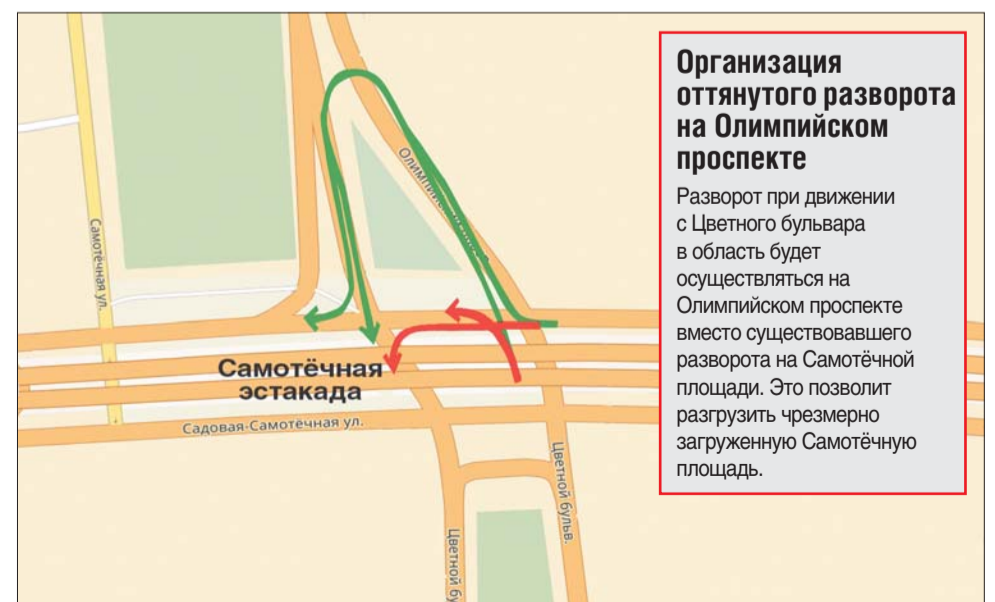 Организация
оттянутого разворота
на Олимпийском
проспекте
Разворот при движении
с Цветного бульвара
в область будет
осуществляться на
Олимпийском проспекте
вместо существовавшего
разворота на Самотёчной
площади. Это позволит
разгрузить чрезмерно
загруженную Самотёчную
площадь.
Самотёчная ул.
Самотёчная
эстакада
Садовая-Самотёчная ул.
Цветной бульв.
Цветной бу